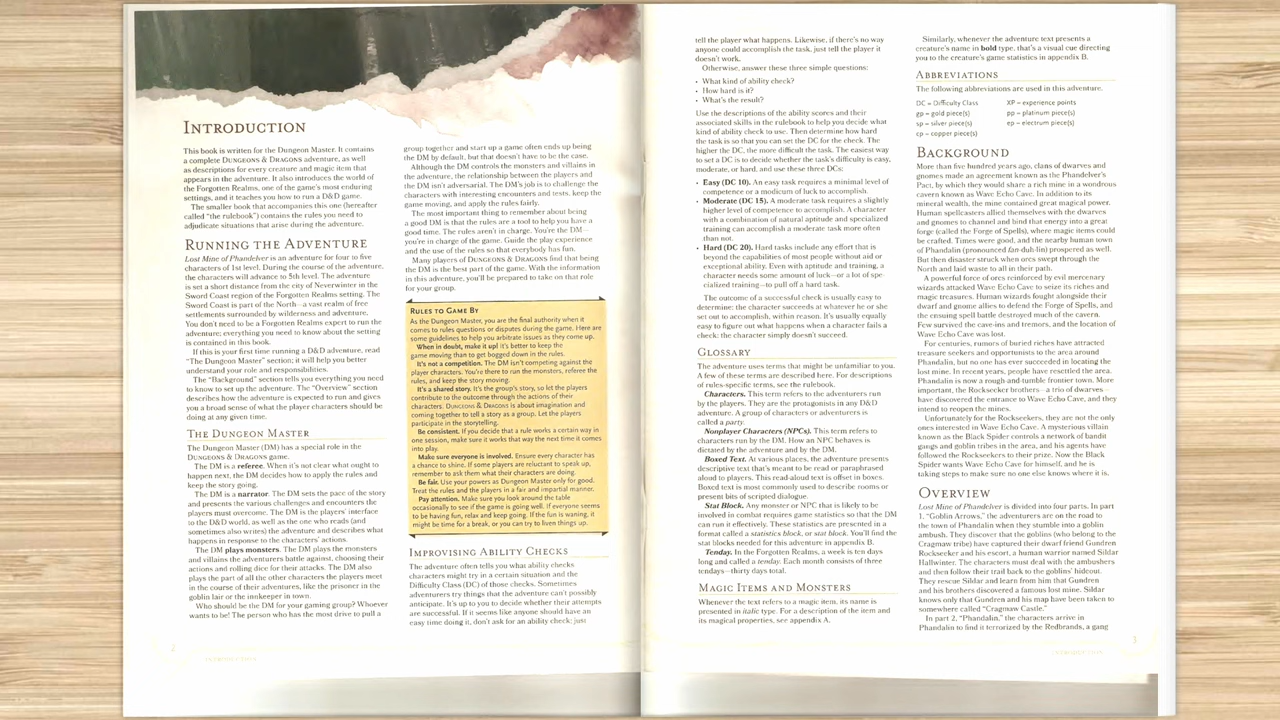 INTRODUCTION
This book is written for the Dungeon Master. It contains
a complete DUNGEONS & DRAGONS adventure, as well
as descriptions for every creature and magic item that
appears in the adventure. It also introduces the world of
the Forgotten Realms, one of the game's most enduring
settings, and it teaches you how to run a D&D game.
The smaller book that accompanies this one (hereafter
called "the rulebook") contains the rules you need to
adjudicate situations that arise during the adventure.
RUNNING THE ADVENTURE
Lost Mine of Phandelver is an adventure for four to five
characters of 1st level. During the course of the adventure,
the characters will advance to 5th level. The adventure
is set a short distance from the city of Neverwinter in the
Sword Coast region of the Forgotten Realms setting. The
Sword Coast is part of the North—a vast realm of free
settlements surrounded by wilderness and adventure.
You don't need to be a Forgotten Realms expert to run the
adventure; everything you need to know about the setting
is contained in this book.
If this is your first time running a D&D adventure, read
"The Dungeon Master" section; it will help you better
understand your role and responsibilities.
The "Background" section tells you everything you need
to know to set up the adventure. The "Overview" section
describes how the adventure is expected to run and gives
you a broad sense of what the player characters should be
doing at any given time.
THE DUNGEON MASTER
The Dungeon Master (DM) has a special role in the
DUNGEONS & DRAGONS game.
The DM is a referee. When it's not clear what ought to
happen next, the DM decides how to apply the rules and
keep the story going.
The DM is a narrator. The DM sets the pace of the story
and presents the various challenges and encounters the
players must overcome. The DM is the players' interface
to the D&D world, as well as the one who reads (and
sometimes also writes) the adventure and describes what
happens in response to the characters' actions.
The DM plays monsters. The DM plays the monsters
and villains the adventurers battle against, choosing their
actions and rolling dice for their attacks. The DM also
plays the part of all the other characters the players meet
in the course of their adventures, like the prisoner in the
goblin lair or the innkeeper in town.
Who should be the DM for your gaming group? Whoever
wants to be! The person who has the most drive to pull a
group together and start up a game often ends up being
the DM by default, but that doesn't have to be the case.
Although the DM controls the monsters and villains in
the adventure, the relationship between the players and
the DM isn't adversarial. The DM's job is to challenge the
characters with interesting encounters and tests, keep the
game moving, and apply the rules fairly.
The most important thing to remember about being
a good DM is that the rules are a tool to help you have a
good time. The rules aren't in charge. You're the DM—
you're in charge of the game. Guide the play experience
and the use of the rules so that everybody has fun.
Many players of DUNGEONS & DRAGONS find that being
the DM is the best part of the game. With the information
in this adventure, you'll be prepared to take on that role
for your group.
RULES TO GAME BY
As the Dungeon Master, you are the final authority when it
comes to rules questions or disputes during the game. Here are
some guidelines to help you arbitrate issues as they come up.
When in doubt, make it up! It's better to keep the
game moving than to get bogged down in the rules.
It's not a competition. The DM isn't competing against the
player characters. You're there to run the monsters, referee the
rules, and keep the story moving.
It's a shared story. It's the group's story, so let the players
contribute to the outcome through the actions of their
characters. DUNGEONS & DRAGONS is about imagination and
coming together to tell a story as a group. Let the players
participate in the storytelling.
Be consistent. If you decide that a rule works a certain way in
one session, make sure it works that way the next time it comes
into play.
Make sure everyone is involved. Ensure every character has
a chance to shine. If some players are reluctant to speak up,
remember to ask them what their characters are doing.
Be fair. Use your powers as Dungeon Master only for good.
Treat the rules and the players in a fair and impartial manner.
Pay attention. Make sure you look around the table
occasionally to see if the game is going well. If everyone seems
to be having fun, relax and keep going. If the fun is waning, it
might be time for a break, or you can try to liven things up.
IMPROVISING ABILITY CHECKS
The adventure often tells you what ability checks
characters might try in a certain situation and the
Difficulty Class (DC) of those checks. Sometimes
adventurers try things that the adventure can't possibly
anticipate. It's up to you to decide whether their attempts
are successful. If it seems like anyone should have an
easy time doing it, don't ask for an ability check; just
2
INTRODUCTION
tell the player what happens. Likewise, if there's no way
anyone could accomplish the task, just tell the player it
doesn't work.
Otherwise, answer these three simple questions:
• What kind of ability check?
• How hard is it?
• What's the result?
Use the descriptions of the ability scores and their
associated skills in the rulebook to help you decide what
kind of ability check to use. Then determine how hard
the task is so that you can set the DC for the check. The
higher the DC, the more difficult the task. The easiest way
to set a DC is to decide whether the task's difficulty is easy,
moderate, or hard, and use these three DCs:
• Easy (DC 10). An easy task requires a minimal level of
competence or a modicum of luck to accomplish.
• Moderate (DC 15). A moderate task requires a slightly
higher level of competence to accomplish. A character
with a combination of natural aptitude and specialized
training can accomplish a moderate task more often
than not.
• Hard (DC 20). Hard tasks include any effort that is
beyond the capabilities of most people without aid or
exceptional ability. Even with aptitude and training, a
character needs some amount of luck—or a lot of spe-
cialized training—to pull off a hard task.
The outcome of a successful check is usually easy to
determine: the character succeeds at whatever he or she
set out to accomplish, within reason. It's usually equally
easy to figure out what happens when a character fails a
check: the character simply doesn't succeed.
GLOSSARY
The adventure uses terms that might be unfamiliar to you.
A few of these terms are described here. For descriptions
of rules-specific terms, see the rulebook.
Characters. This term refers to the adventurers run
by the players. They are the protagonists in any D&D
adventure. A group of characters or adventurers is
called a party.
Nonplayer Characters (NPCs). This term refers to
characters run by the DM. How an NPC behaves is
dictated by the adventure and by the DM.
Boxed Text. At various places, the adventure presents
descriptive text that's meant to be read or paraphrased
aloud to players. This read-aloud text is offset in boxes.
Boxed text is most commonly used to describe rooms or
present bits of scripted dialogue.
Stat Block. Any monster or NPC that is likely to be
involved in combat requires game statistics so that the DM
can run it effectively. These statistics are presented in a
format called a statistics block, or stat block. You'll find the
stat blocks needed for this adventure in appendix B.
Tenday. In the Forgotten Realms, a week is ten days
long and called a tenday. Each month consists of three
tendays—thirty days total.
MAGIC ITEMS AND MONSTERS
Whenever the text refers to a magic item, its name is
presented in italic type. For a description of the item and
its magical properties, see appendix A.
Similarly, whenever the adventure text presents a
creature's name in bold type, that's a visual cue directing
you to the creature's game statistics in appendix B.
ABBREVIATIONS
The following abbreviations are used in this adventure.
DC = Difficulty Class XP = experience points
gp = gold piece(s) pp = platinum piece(s)
sp = silver piece(s) ep = electrum piece(s)
cp = copper piece(s)
BACKGROUND
More than five hundred years ago, clans of dwarves and
gnomes made an agreement known as the Phandelver's
Pact, by which they would share a rich mine in a wondrous
cavern known as Wave Echo Cave. In addition to its
mineral wealth, the mine contained great magical power.
Human spellcasters allied themselves with the dwarves
and gnomes to channel and bind that energy into a great
forge (called the Forge of Spells), where magic items could
be crafted. Times were good, and the nearby human town
of Phandalin (pronounced fan-duh-lin) prospered as well.
But then disaster struck when orcs swept through the
North and laid waste to all in their path.
A powerful force of orcs reinforced by evil mercenary
wizards attacked Wave Echo Cave to seize its riches and
magic treasures. Human wizards fought alongside their
dwarf and gnome allies to defend the Forge of Spells, and
the ensuing spell battle destroyed much of the cavern.
Few survived the cave-ins and tremors, and the location of
Wave Echo Cave was lost.
For centuries, rumors of buried riches have attracted
treasure seekers and opportunists to the area around
Phandalin, but no one has ever succeeded in locating the
lost mine. In recent years, people have resettled the area.
Phandalin is now a rough-and-tumble frontier town. More
important, the Rockseeker brothers—a trio of dwarves—
have discovered the entrance to Wave Echo Cave, and they
intend to reopen the mines.
Unfortunately for the Rockseekers, they are not the only
ones interested in Wave Echo Cave. A mysterious villain
known as the Black Spider controls a network of bandit
gangs and goblin tribes in the area, and his agents have
followed the Rockseekers to their prize. Now the Black
Spider wants Wave Echo Cave for himself, and he is
taking steps to make sure no one else knows where it is.
OVERVIEW
Lost Mine of Phandelver is divided into four parts. In part
1, "Goblin Arrows," the adventurers are on the road to
the town of Phandalin when they stumble into a goblin
ambush. They discover that the goblins (who belong to the
Cragmaw tribe) have captured their dwarf friend Gundren
Rockseeker and his escort, a human warrior named Sildar
Hallwinter. The characters must deal with the ambushers
and then follow their trail back to the goblins' hideout.
They rescue Sildar and learn from him that Gundren
and his brothers discovered a famous lost mine. Sildar
knows only that Gundren and his map have been taken to
somewhere called "Cragmaw Castle."
In part 2, "Phandalin," the characters arrive in
Phandalin to find it terrorized by the Redbrands, a gang
INTRODUCTION
3